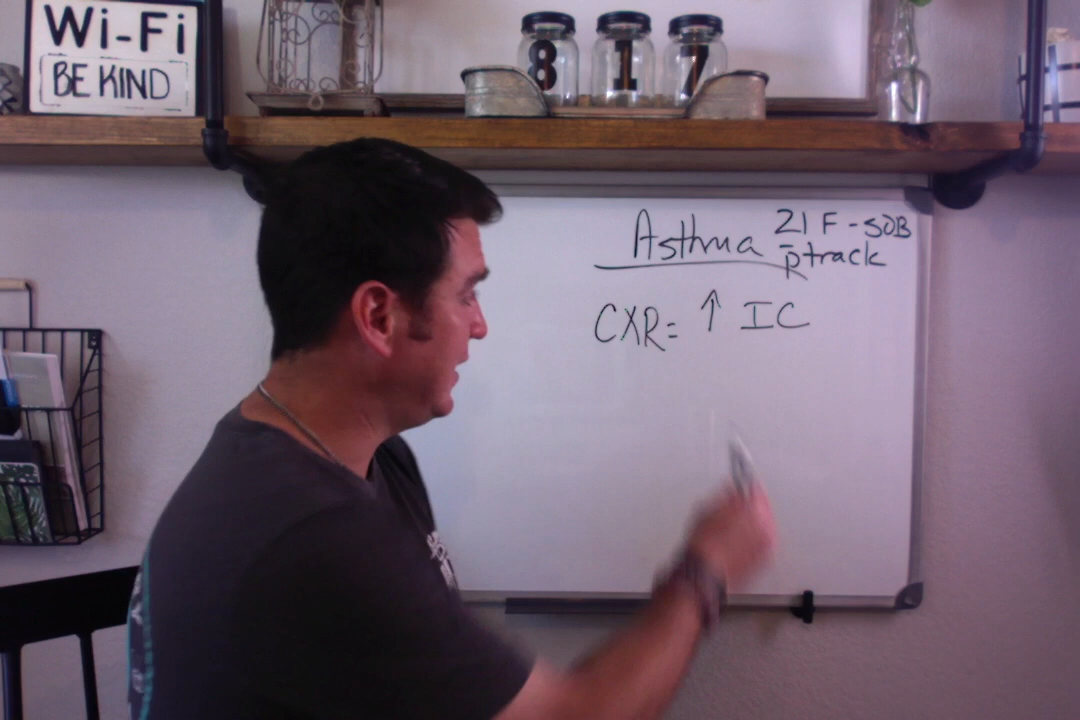 Wi-Fi
BE KIND
8 1 7
Asthma
21 F - SOB
p̄ track
CXR= ↑ IC